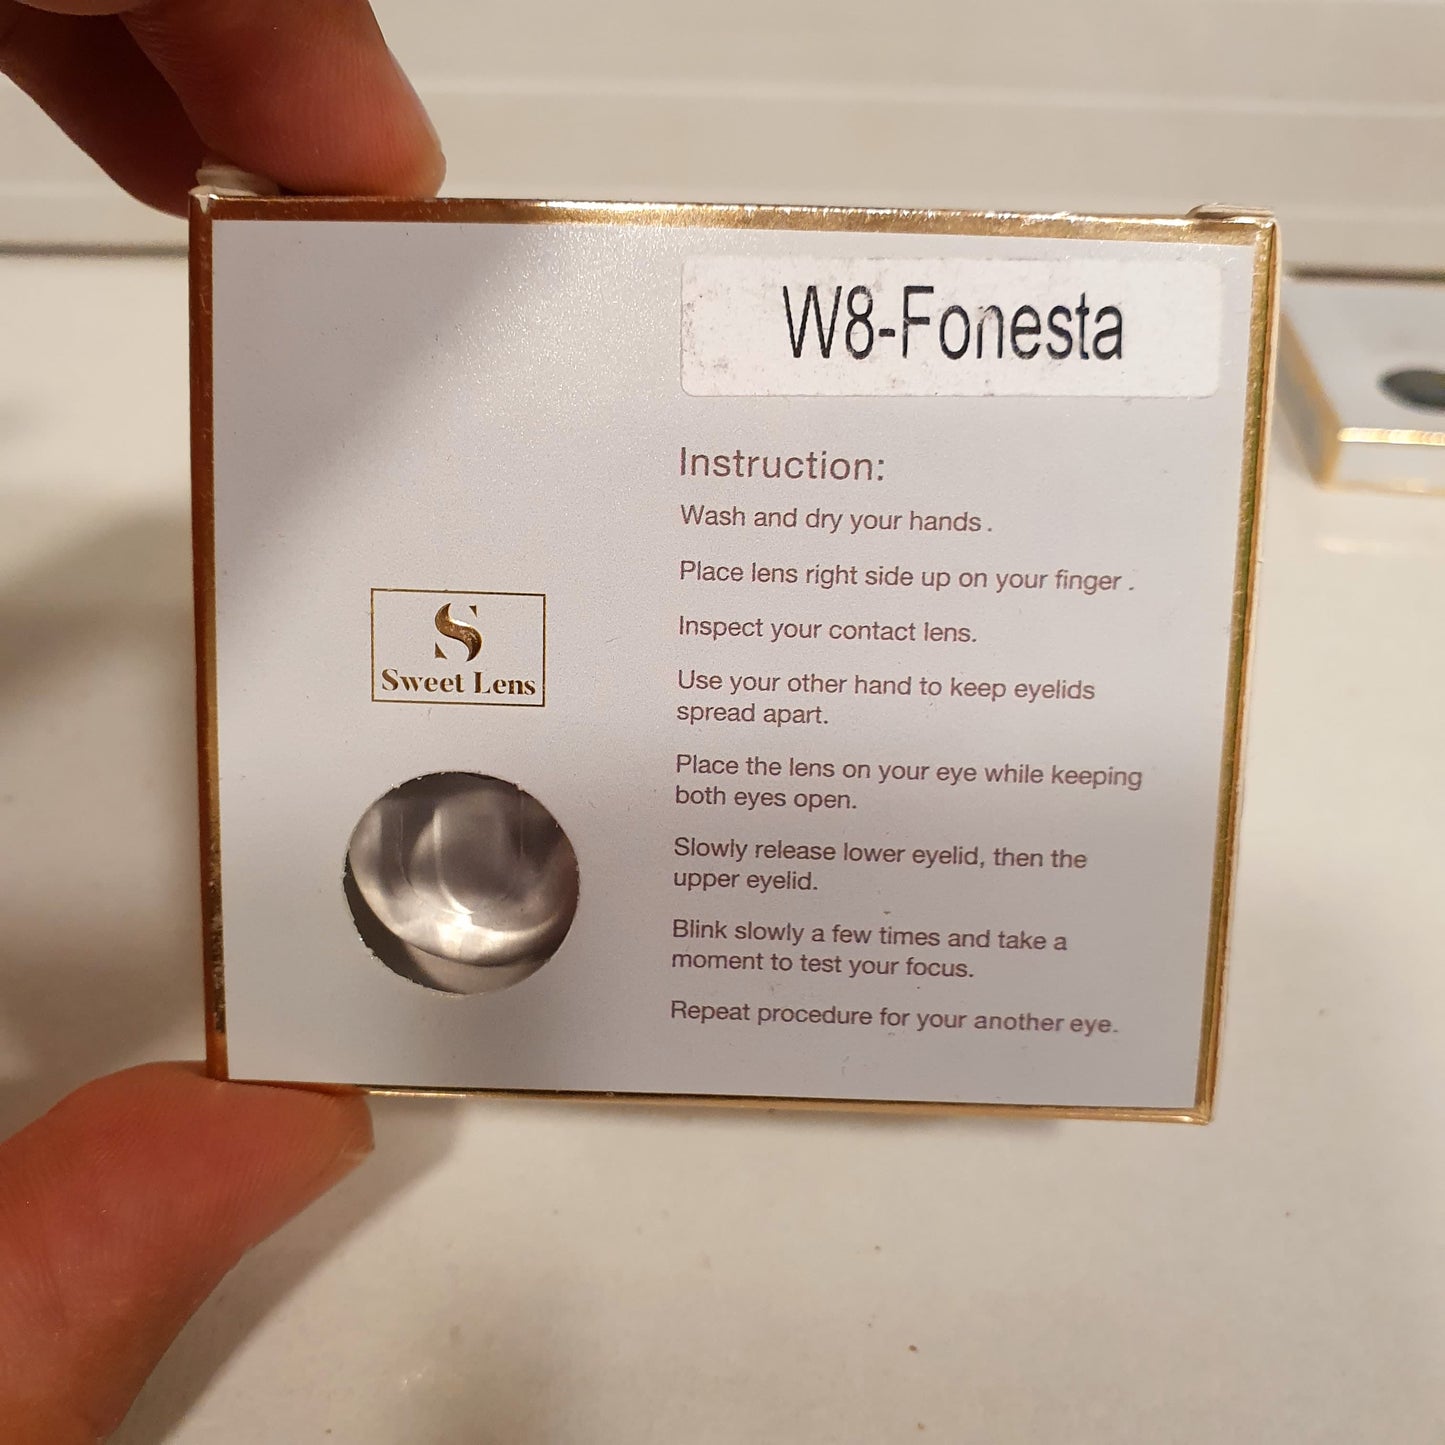 W8-Fonesta
Instruction:
Wash and dry your hands .
Place lens right side up on your finger .
Inspect your contact lens.
Use your other hand to keep eyelids
spread apart.
Place the lens on your eye while keeping
both eyes open.
Slowly release lower eyelid, then the
upper eyelid.
Blink slowly a few times and take a
moment to test your focus.
Repeat procedure for your another eye.
S
Sweet Lens